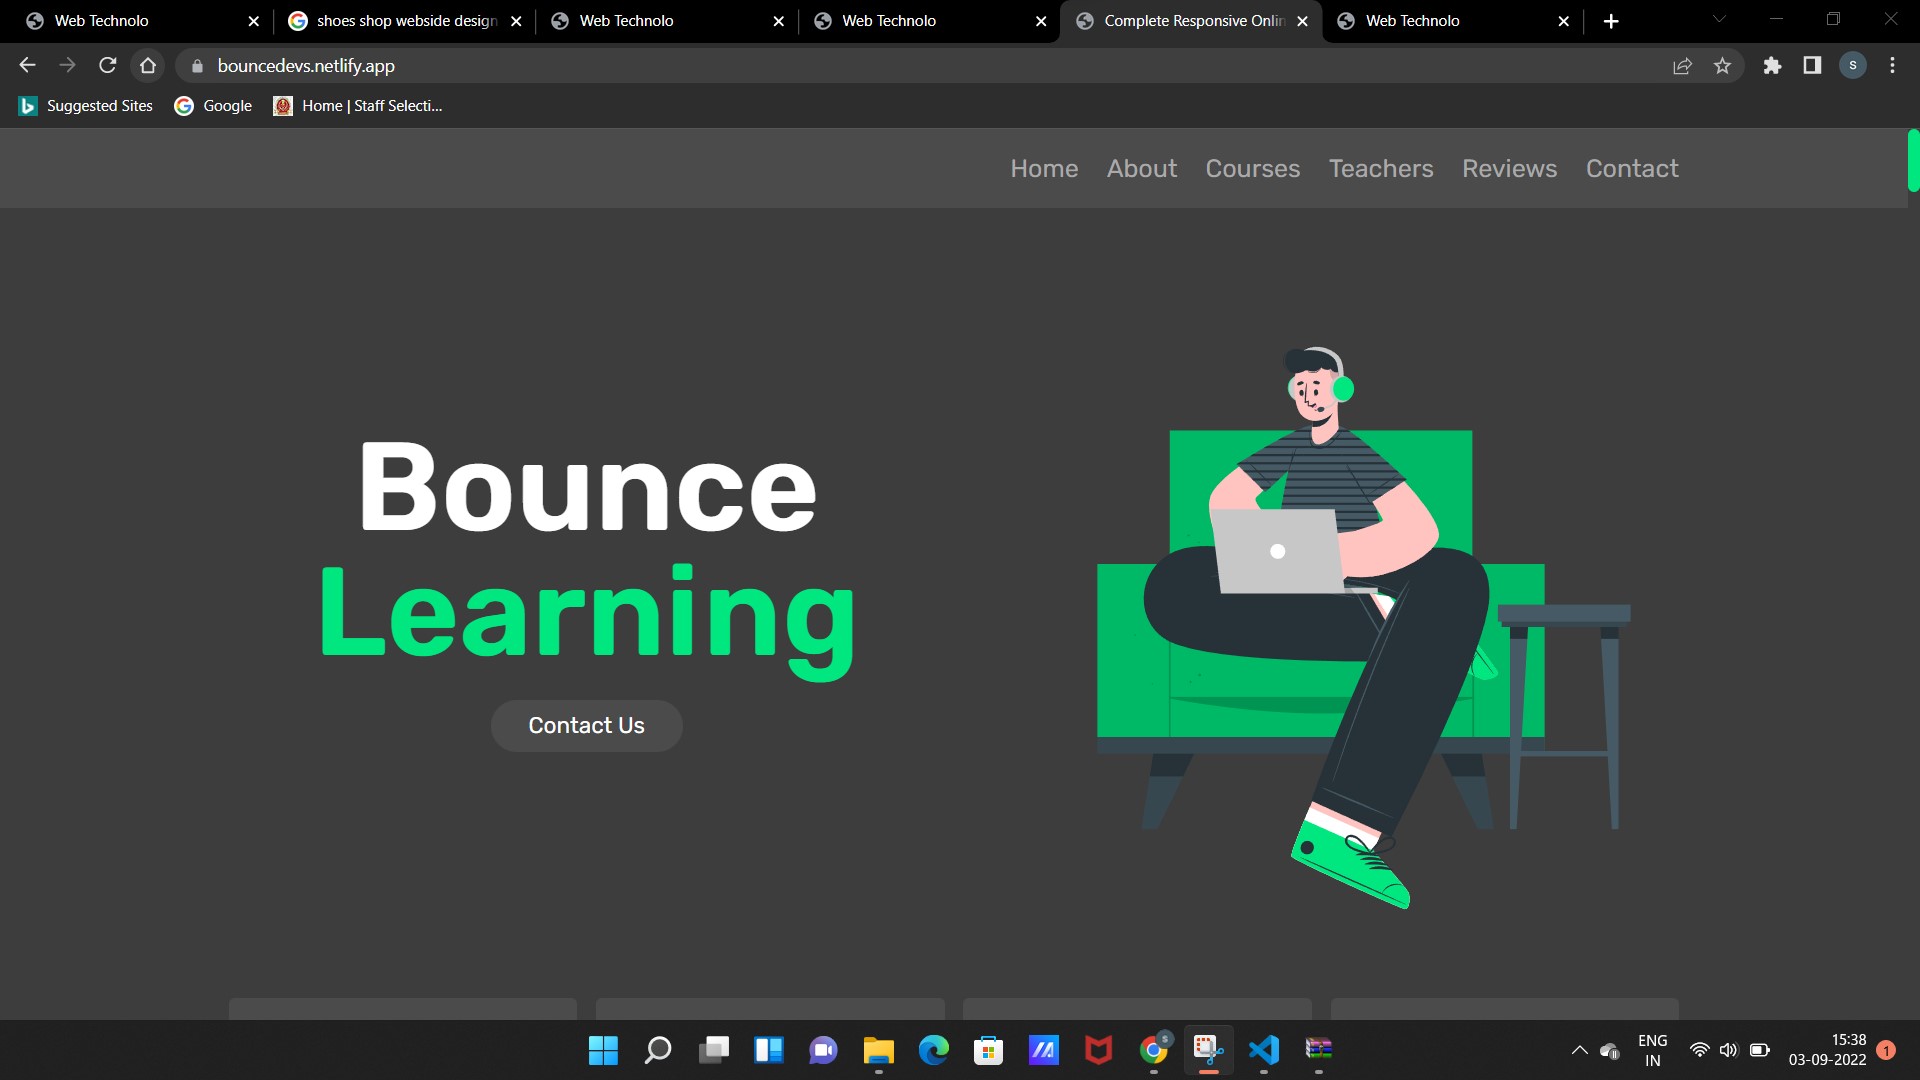 Web Technolo
shoes shop webside design
Web Technolo
Web Technolo
Complete Responsive Onlin
Web Technolo
bouncedevs.netlify.app
S
Suggested Sites
Google
Home | Staff Selecti...
Home
About
Courses
Teachers
Reviews
Contact
Bounce
Learning
Contact Us
S
ENG
IN
15:38
03-09-2022
1